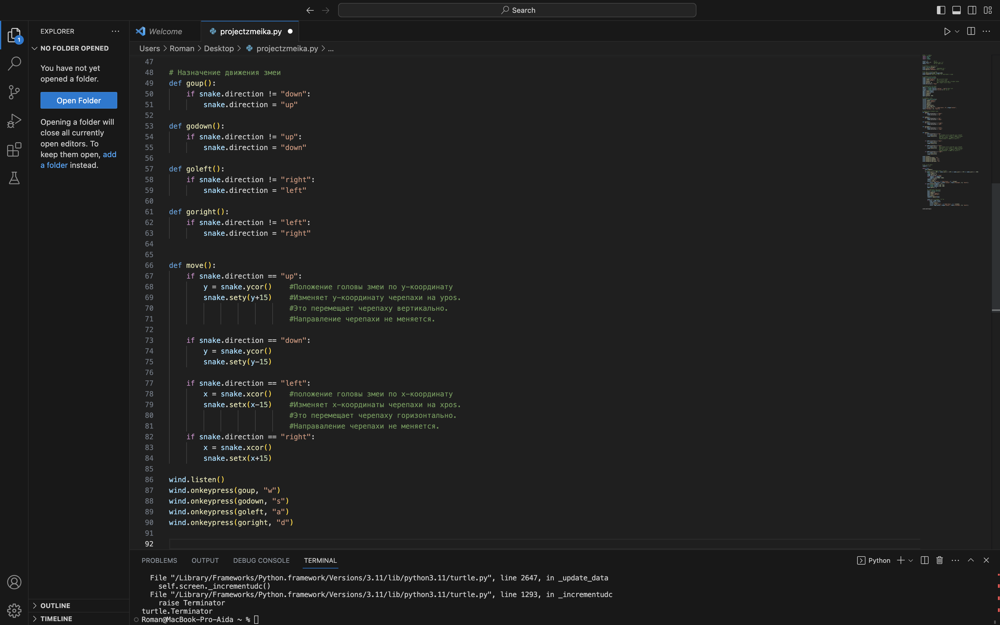 Search
EXPLORER
Welcome
projectzmeika.py
1
NO FOLDER OPENED
Users > Roman > Desktop > projectzmeika.py > ...
You have not yet
opened a folder.
Open Folder
Opening a folder will
close all currently
open editors. To
keep them open, add
a folder instead.
47
48 # Назначение движения змеи
49 def goup():
50 if snake.direction != "down":
51 snake.direction = "up"
52
53 def godown():
54 if snake.direction != "up":
55 snake.direction = "down"
56
57 def goleft():
58 if snake.direction != "right":
59 snake.direction = "left"
60
61 def goright():
62 if snake.direction != "left":
63 snake.direction = "right"
64
65
66 def move():
67 if snake.direction == "up":
68 y = snake.ycor() #Положение головы змеи по y-координату
69 snake.sety(y+15) #Изменяет y-координату черепахи на ypos.
70 #Это перемещает черепаху вертикально.
71 #Направление черепахи не меняется.
72
73 if snake.direction == "down":
74 y = snake.ycor()
75 snake.sety(y-15)
76
77 if snake.direction == "left":
78 x = snake.xcor() #положение головы змеи по x-координату
79 snake.setx(x-15) #Изменяет x-координаты черепахи на xpos.
80 #Это перемещает черепаху горизонтально.
81 #Направаление черепахи не меняется.
82 if snake.direction == "right":
83 x = snake.xcor()
84 snake.setx(x+15)
85
86 wind.listen()
87 wind.onkeypress(goup, "w")
88 wind.onkeypress(godown, "s")
89 wind.onkeypress(goleft, "a")
90 wind.onkeypress(goright, "d")
91
92
PROBLEMS OUTPUT DEBUG CONSOLE TERMINAL
Python
File "/Library/Frameworks/Python.framework/Versions/3.11/lib/python3.11/turtle.py", line 2647, in _update_data
self.screen._incrementudc()
File "/Library/Frameworks/Python.framework/Versions/3.11/lib/python3.11/turtle.py", line 1293, in _incrementudc
raise Terminator
turtle.Terminator
Roman@MacBook-Pro-Aida ~ %
OUTLINE
TIMELINE